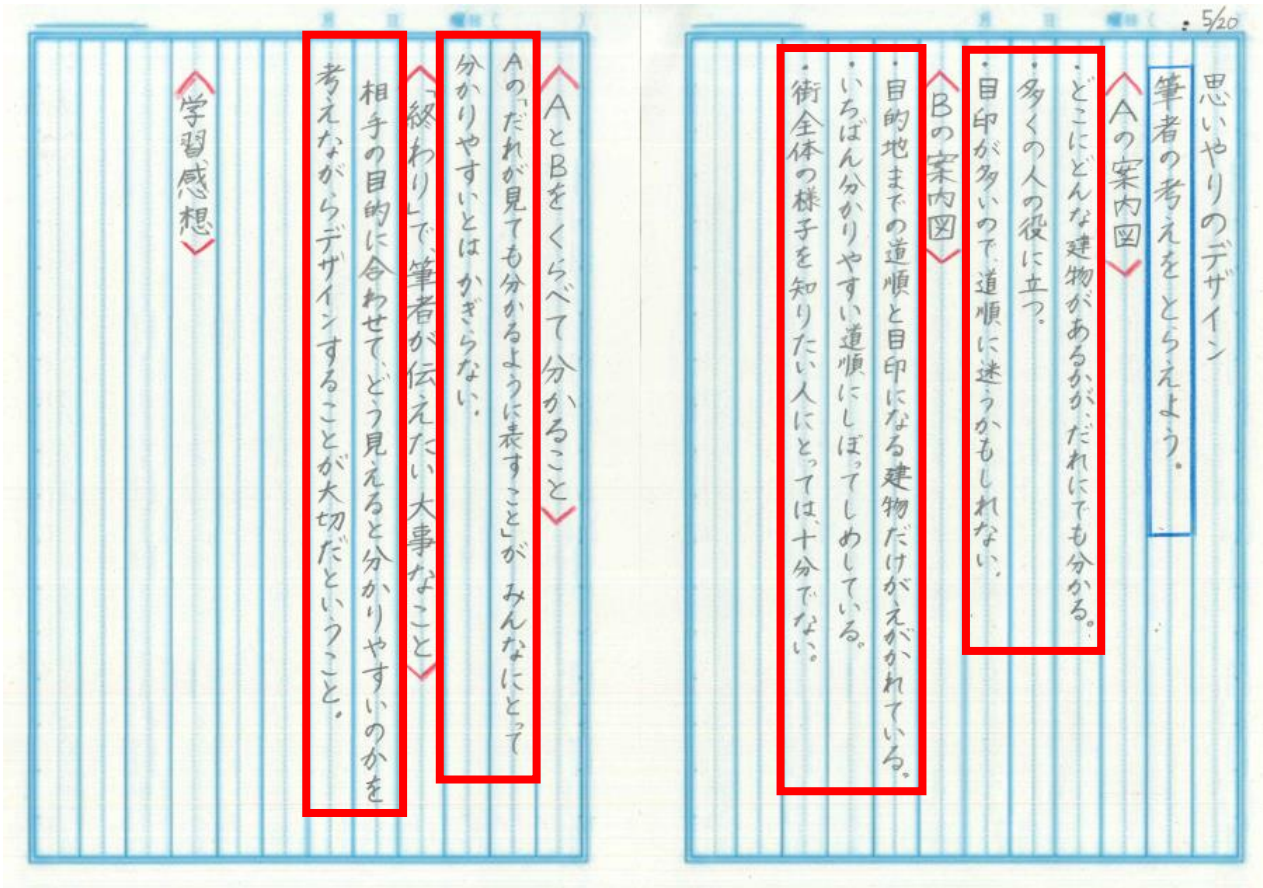 5/20
思いやりのデザイン
筆者の考えをとらえよう。
〈Aの案内図〉
・どこにどんな建物があるかが、だれにでも分かる。
・多くの人の役に立つ。
・目印が多いので、道順に迷うかもしれない。
〈Bの案内図〉
・目的地までの道順と目印になる建物だけがえがかれている。
・いちばん分かりやすい道順にしぼってしめしている。
・街全体の様子を知りたい人にとっては、十分でない。
月 日 曜日( )
〈AとBをくらべて分かること〉
Aの「だれが見ても分かるように表すこと」が みんなにとって
分かりやすいとは かぎらない。
〈「終わり」で、筆者が伝えたい大事なこと〉
相手の目的に合わせて、どう見えると分かりやすいのかを
考えながらデザインすることが大切だということ。
〈学習感想〉
月 日 曜日( )